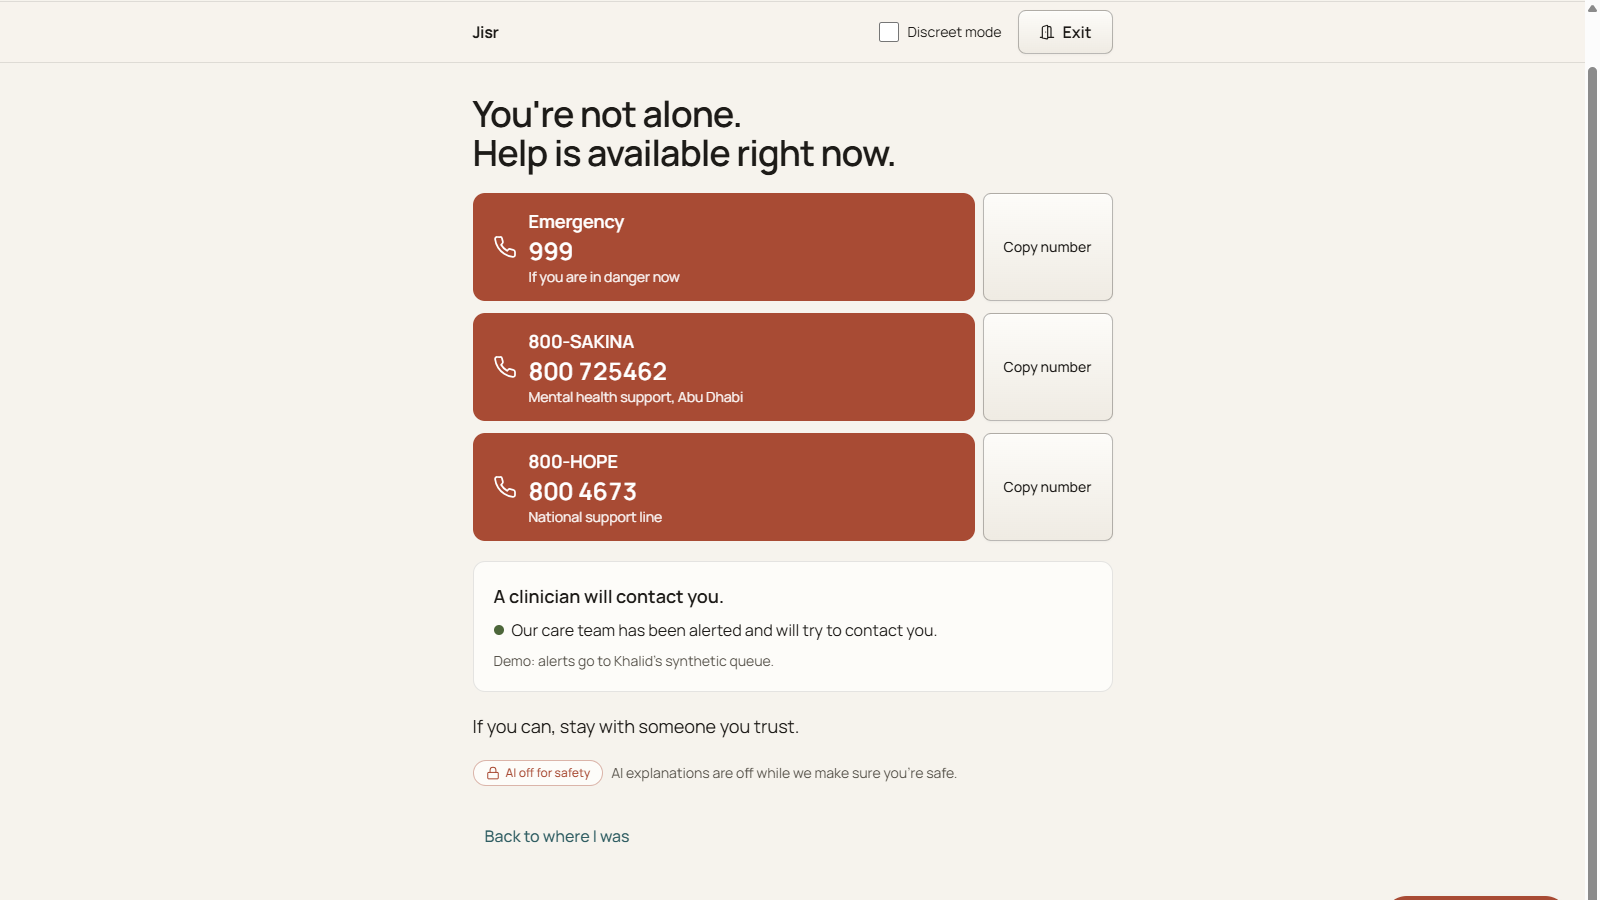 Jisr
Discreet mode
Exit
You're not alone.
Help is available right now.
Emergency
999
If you are in danger now
Copy number
800-SAKINA
800 725462
Mental health support, Abu Dhabi
Copy number
800-HOPE
800 4673
National support line
Copy number
A clinician will contact you.
Our care team has been alerted and will try to contact you.
Demo: alerts go to Khalid's synthetic queue.
If you can, stay with someone you trust.
AI off for safety
AI explanations are off while we make sure you're safe.
Back to where I was